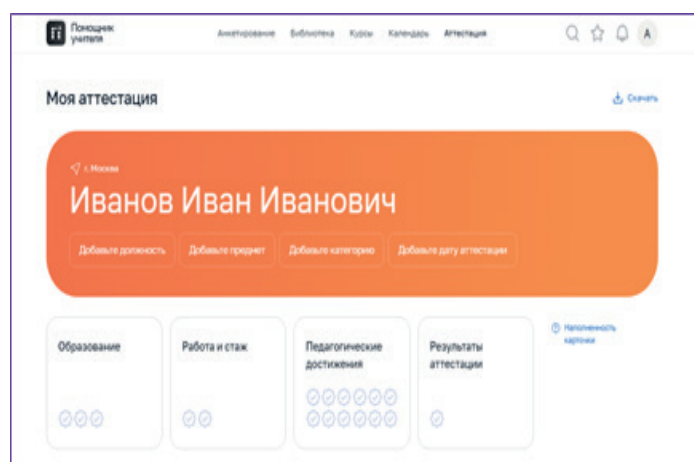 Помощник
учителя
Анкетирование Библиотека Курсы Календарь Аттестация
А
Моя аттестация
Скачать
г. Москва
Иванов Иван Иванович
Добавьте должность Добавьте предмет Добавьте категорию Добавьте дату аттестации
Образование
Работа и стаж
Педагогические
достижения
Результаты
аттестации
Наполненность
карточки